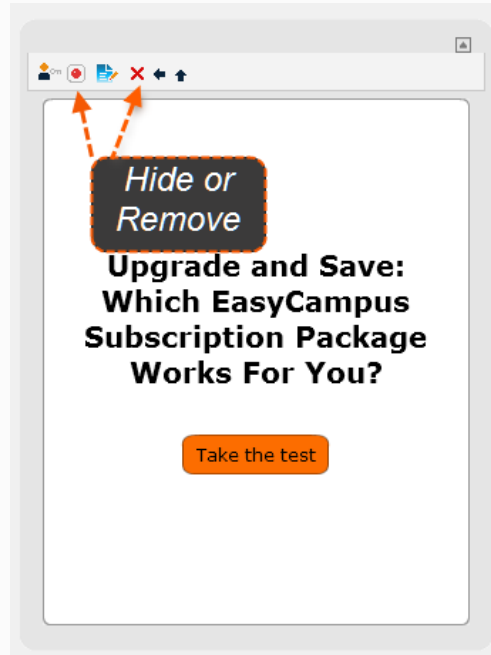 Hide or
Remove
Upgrade and Save:
Which EasyCampus
Subscription Package
Works For You?
Take the test